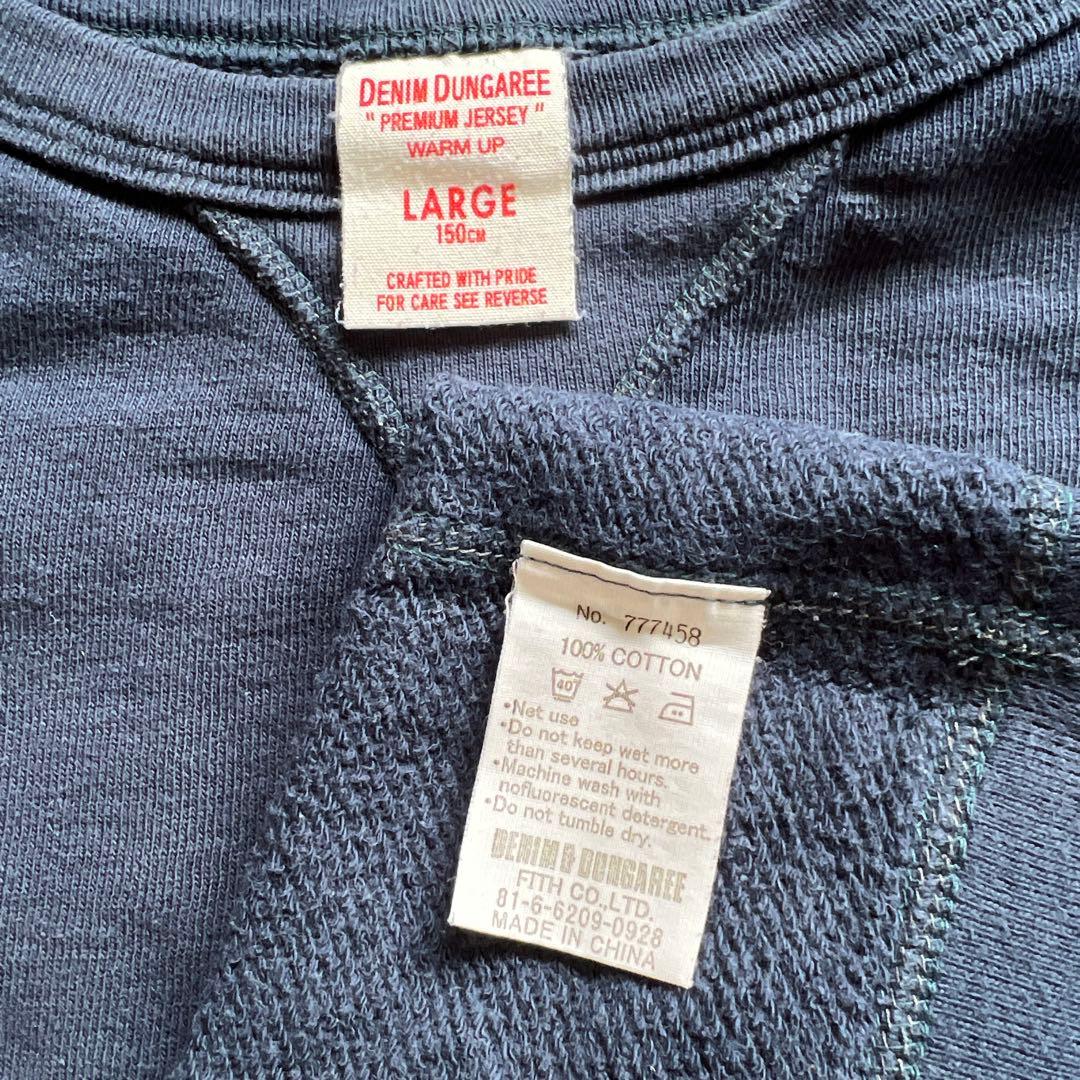 DENIM DUNGAREE
"PREMIUM JERSEY"
WARM UP
LARGE
150CM
CRAFTED WITH PRIDE
FOR CARE SEE REVERSE
No. 777458
100% COTTON
40
•Net use
•Do not keep wet more
than several hours.
•Machine wash with
nofluorescent detergent.
•Do not tumble dry.
DENIM & DUNGAREE
FITH CO.,LTD.
81-6-6209-0928
MADE IN CHINA